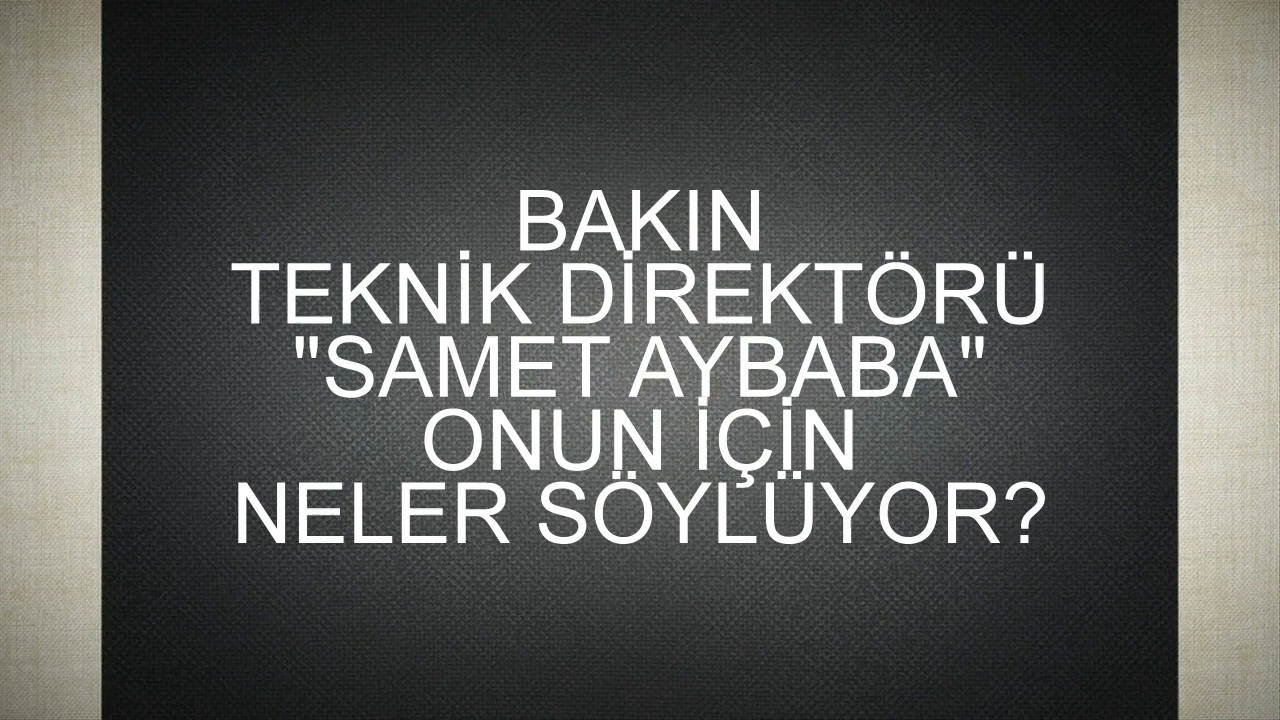 BAKIN
TEKNİK DİREKTÖRÜ
"SAMET AYBABA"
ONUN İÇİN
NELER SÖYLÜYOR?